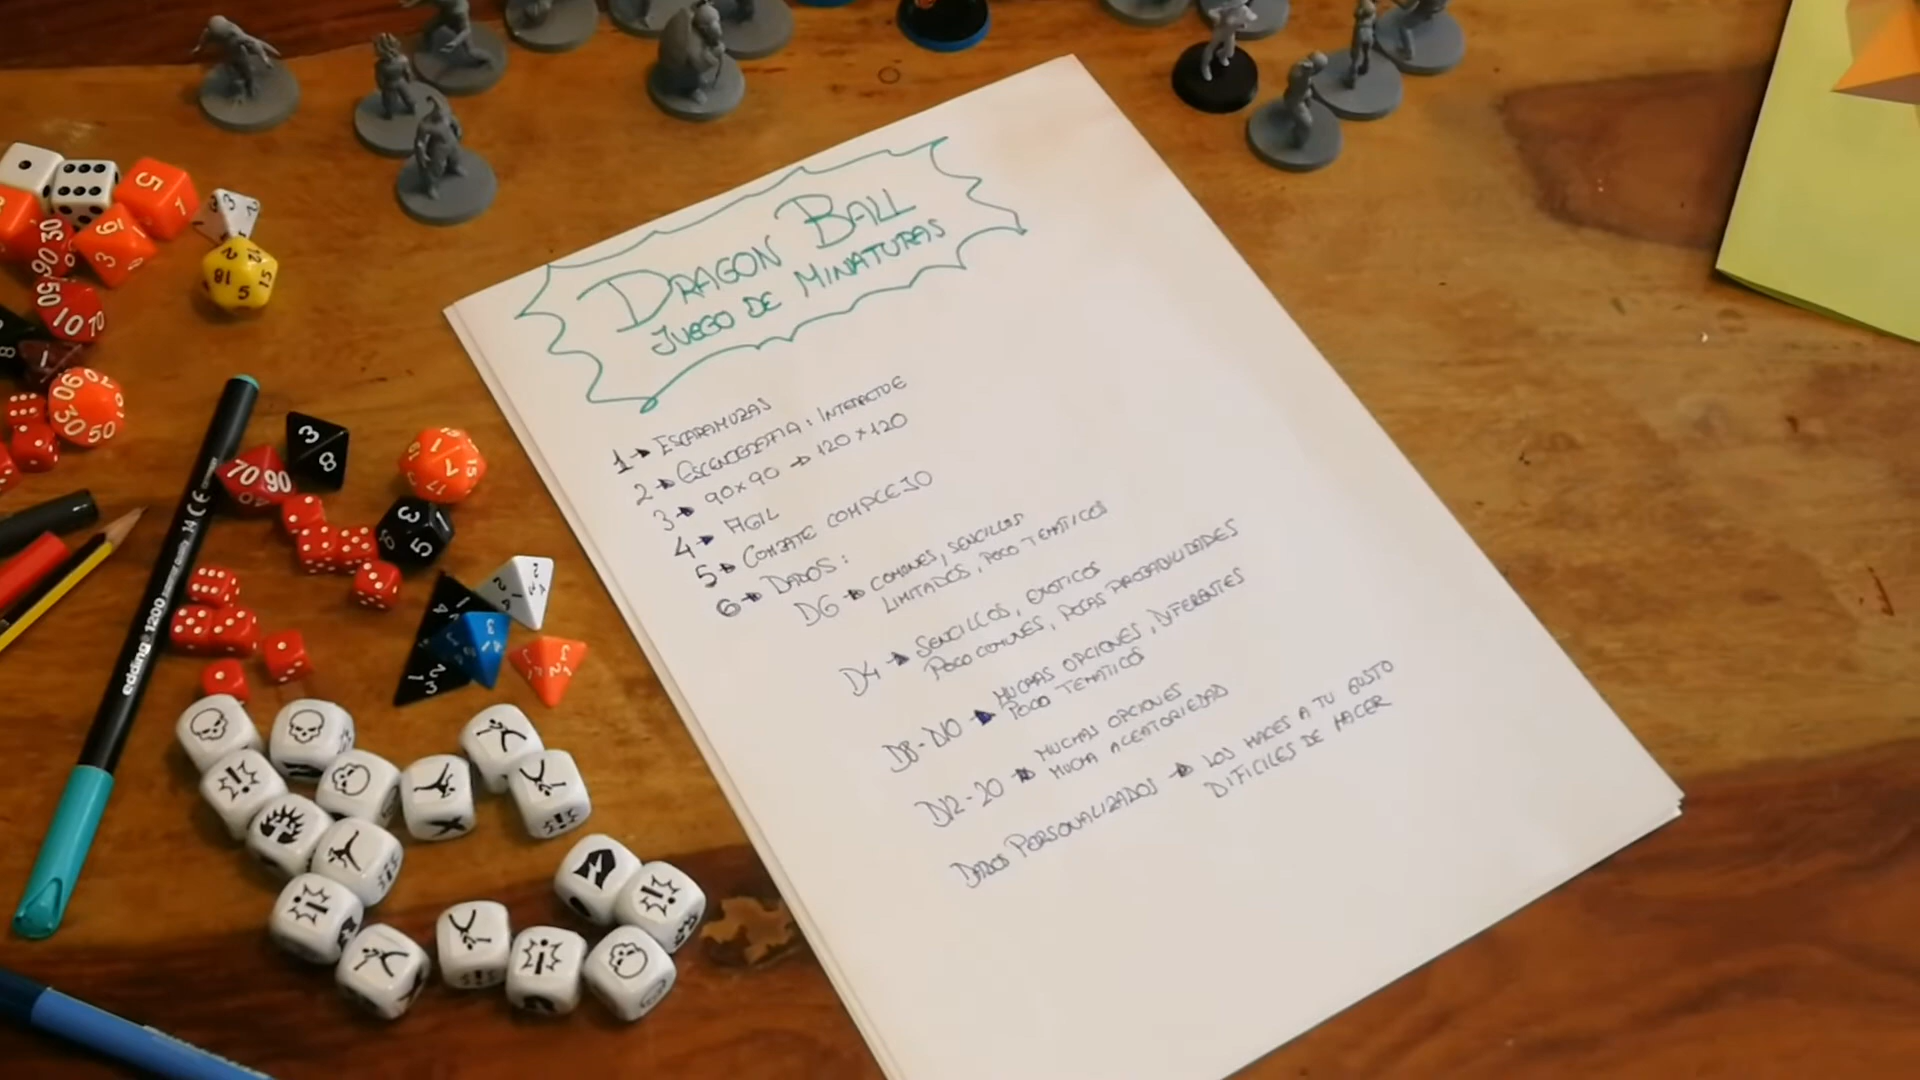 DRAGON BALL
JUEGO DE MINATURAS
1→ ESCARAMUZAS
2→ ESCENOGRAFIA: INTERACTUE
3→ 90x90 → 120x120
4→ AGIL
5→ COMBATE COMPLEJO
6→ DADOS:
D6→ COMUNES, SENCILLOS
LIMITADOS, POCO TEMATICOS
D4→ SENCILLOS, EXOTICOS
POCO COMUNES, POCAS PROBABILIDADES
D8-D10→ MUCHAS OPCIONES, DIFERENTES
POCO TEMATICOS
D12-20→ MUCHAS OPCIONES
MUCHA ALEATORIEDAD
DADOS PERSONALIZADOS → LOS HACES A TU GUSTO
DIFICILES DE HACER
edding 1200